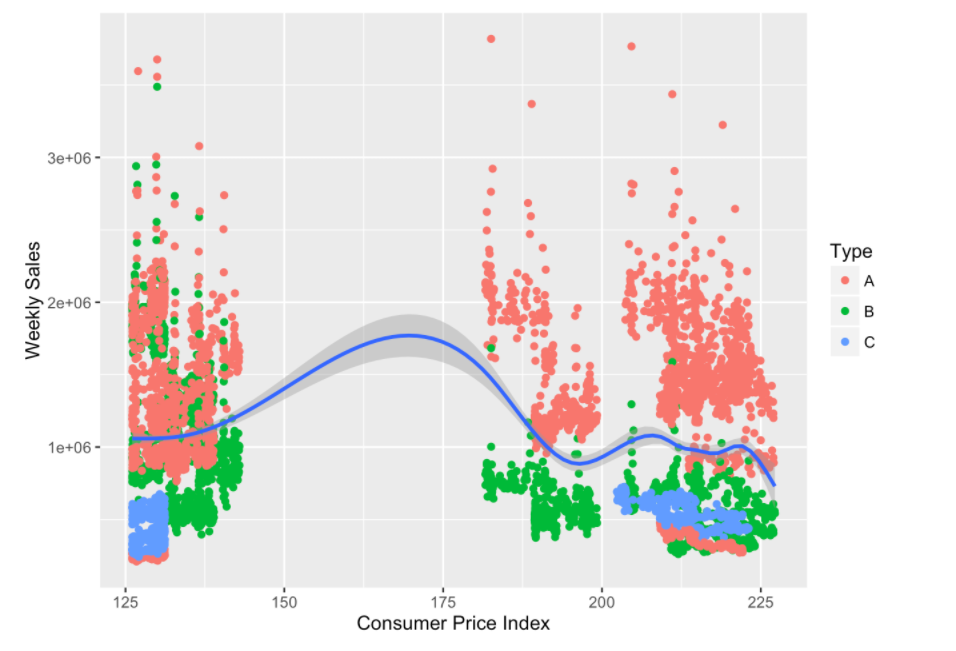 3e+06
2e+06
1e+06
Weekly Sales
125 150 175 200 225
Consumer Price Index
Type
A
B
C